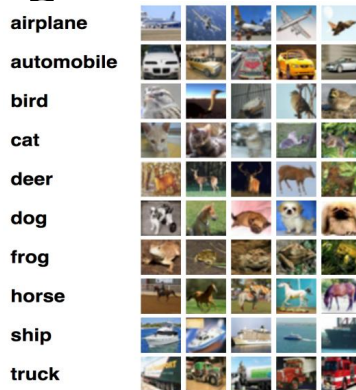 airplane
automobile
bird
cat
deer
dog
frog
horse
ship
truck